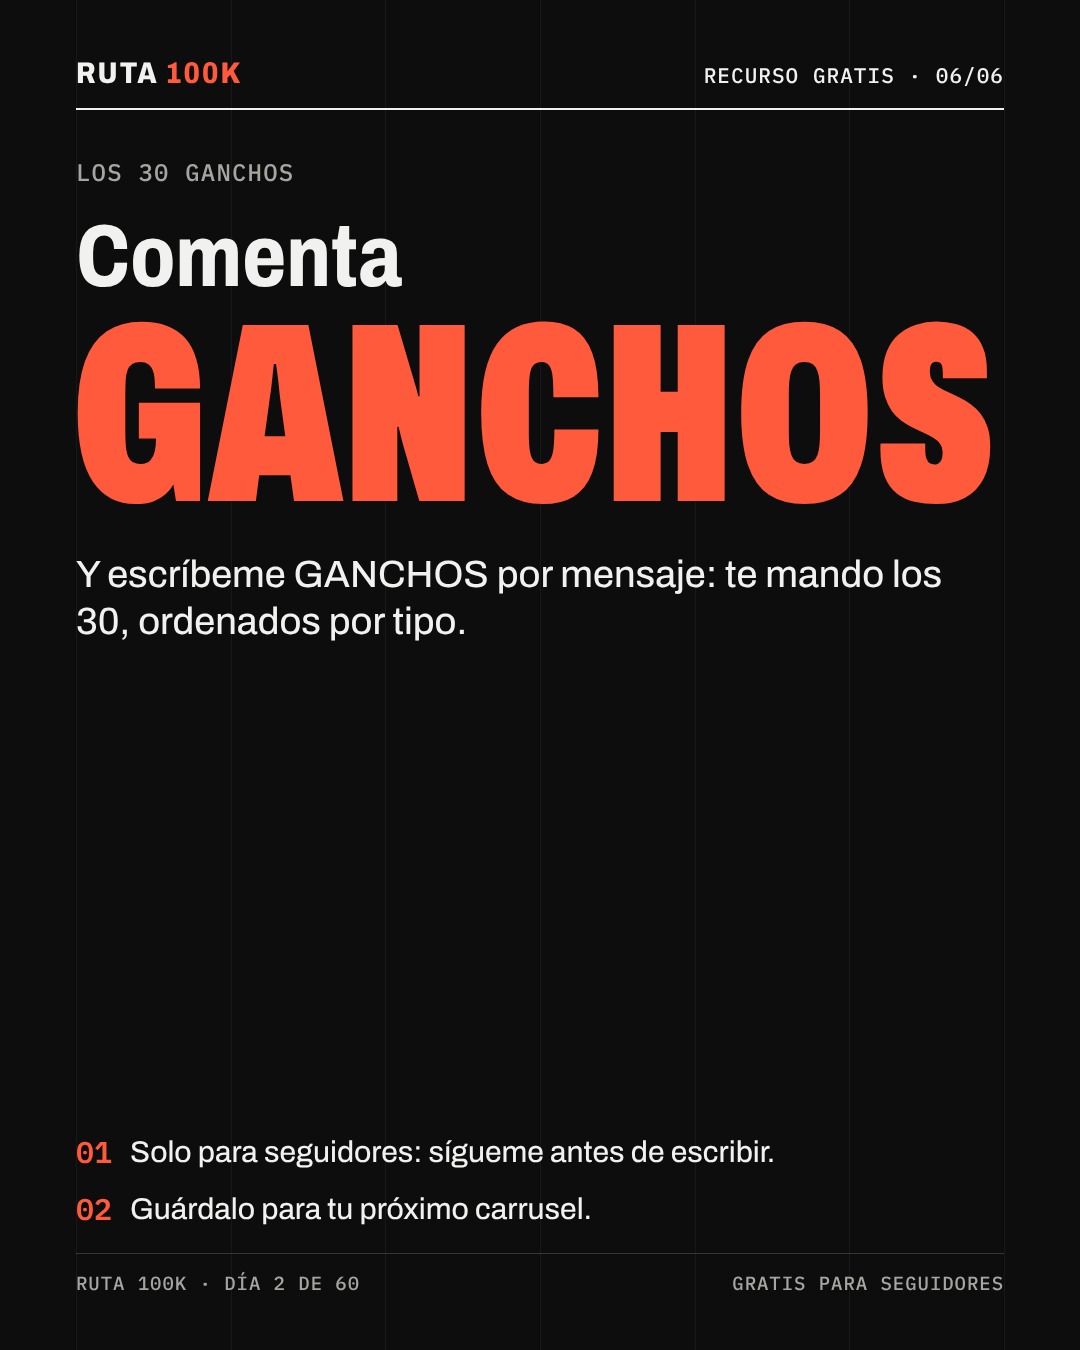 RUTA 100K
RECURSO GRATIS · 06/06
LOS 30 GANCHOS
Comenta
GANCHOS
Y escríbeme GANCHOS por mensaje: te mando los
30, ordenados por tipo.
01 Solo para seguidores: sígueme antes de escribir.
02 Guárdalo para tu próximo carrusel.
RUTA 100K · DÍA 2 DE 60
GRATIS PARA SEGUIDORES